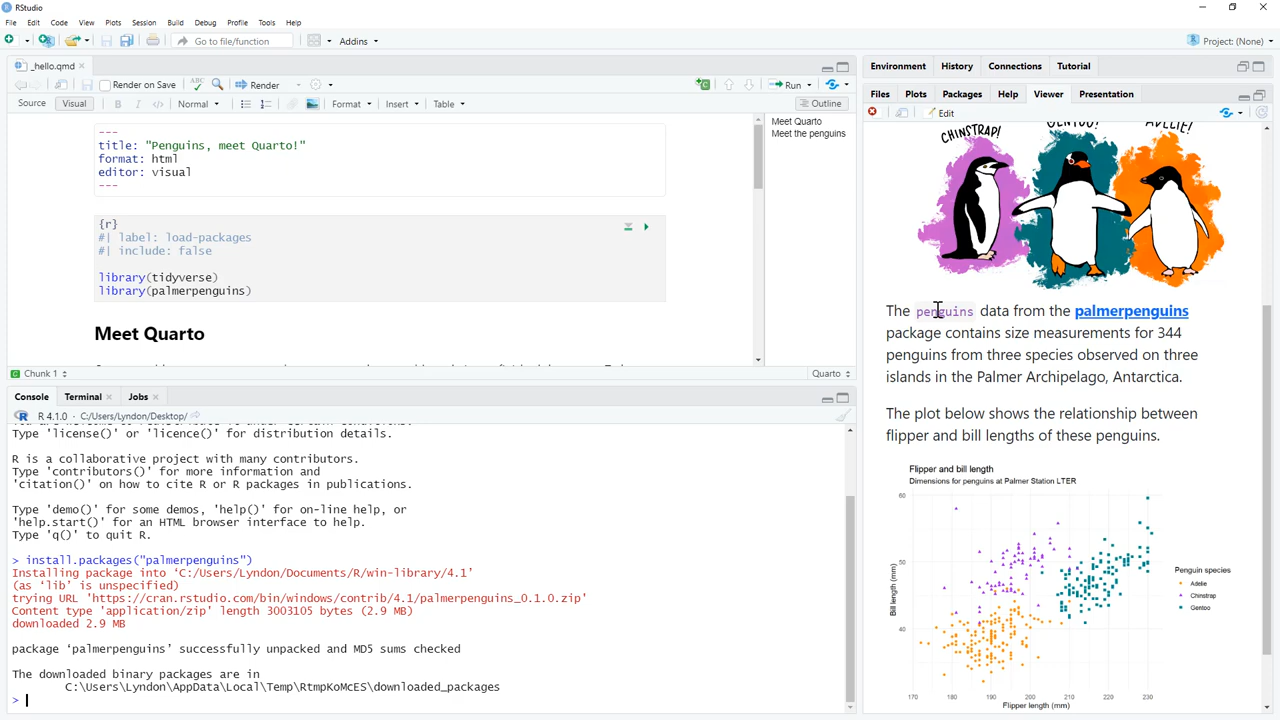 RStudio
File Edit Code View Plots Session Build Debug Profile Tools Help
Go to file/function
Addins
Project: (None)
_hello.qmd
Render on Save
ABC
Render
Run
Source
Visual
B
I
</>
Normal
Format
Insert
Table
Outline
---
title: "Penguins, meet Quarto!"
format: html
editor: visual
---
{r}
#| label: load-packages
#| include: false
library(tidyverse)
library(palmerpenguins)
Meet Quarto
Meet Quarto
Meet the penguins
Chunk 1
Quarto
Console
Terminal
Jobs
R 4.1.0 · C:/Users/Lyndon/Desktop/
Type 'license()' or 'licence()' for distribution details.
R is a collaborative project with many contributors.
Type 'contributors()' for more information and
'citation()' on how to cite R or R packages in publications.
Type 'demo()' for some demos, 'help()' for on-line help, or
'help.start()' for an HTML browser interface to help.
Type 'q()' to quit R.
> install.packages("palmerpenguins")
Installing package into ‘C:/Users/Lyndon/Documents/R/win-library/4.1’
(as ‘lib’ is unspecified)
trying URL 'https://cran.rstudio.com/bin/windows/contrib/4.1/palmerpenguins_0.1.0.zip'
Content type 'application/zip' length 3003105 bytes (2.9 MB)
downloaded 2.9 MB
package ‘palmerpenguins’ successfully unpacked and MD5 sums checked
The downloaded binary packages are in
C:\Users\Lyndon\AppData\Local\Temp\RtmpKoMcES\downloaded_packages
>
Environment
History
Connections
Tutorial
Files
Plots
Packages
Help
Viewer
Presentation
Edit
CHINSTRAP!
GENTOO!
ADELIE!
The penguins data from the palmerpenguins
package contains size measurements for 344
penguins from three species observed on three
islands in the Palmer Archipelago, Antarctica.
The plot below shows the relationship between
flipper and bill lengths of these penguins.
Flipper and bill length
Dimensions for penguins at Palmer Station LTER
60
50
40
Bill length (mm)
170 180 190 200 210 220 230
Flipper length (mm)
Penguin species
Adelie
Chinstrap
Gentoo